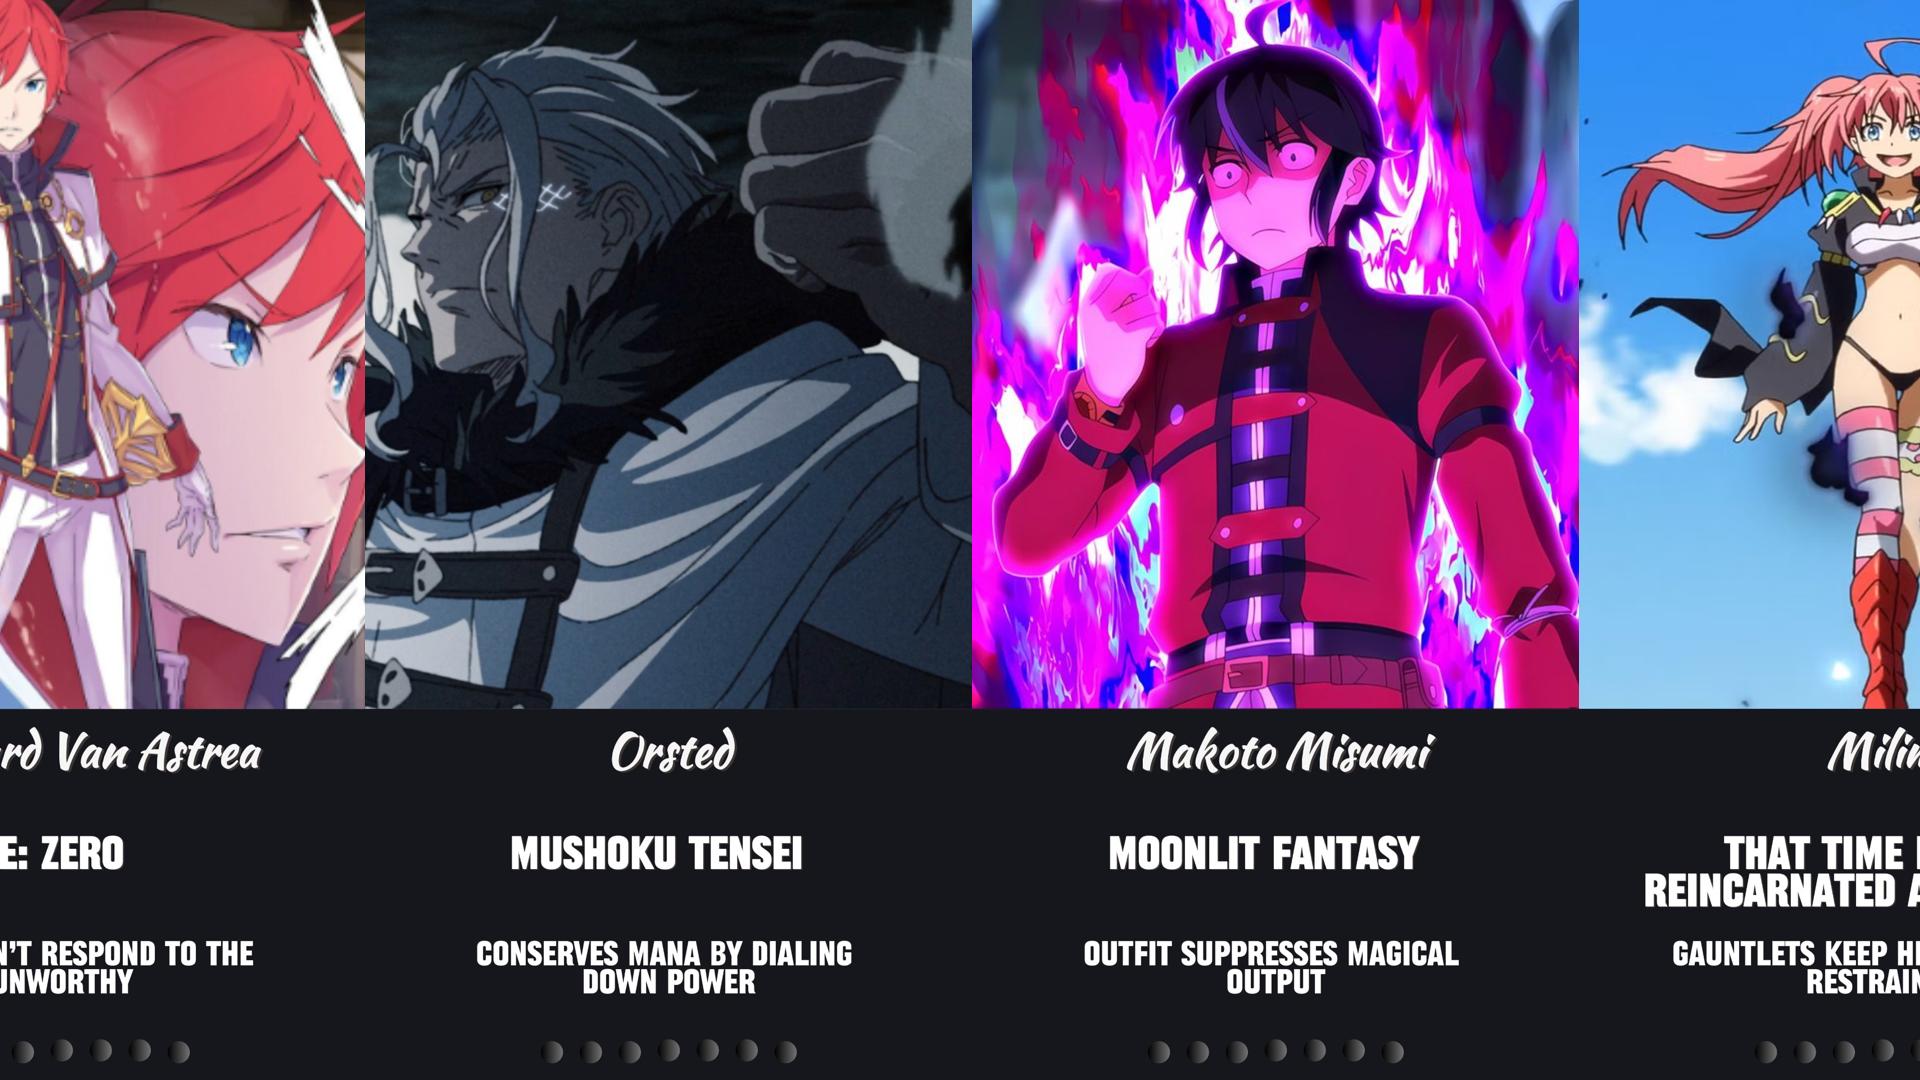 rd Van Astrea
E: ZERO
N'T RESPOND TO THE
UNWORTHY
Orsted
MUSHOKU TENSEI
CONSERVES MANA BY DIALING
DOWN POWER
Makoto Misumi
MOONLIT FANTASY
OUTFIT SUPPRESSES MAGICAL
OUTPUT
Milin
THAT TIME I
REINCARNATED A
GAUNTLETS KEEP HE
RESTRAIN